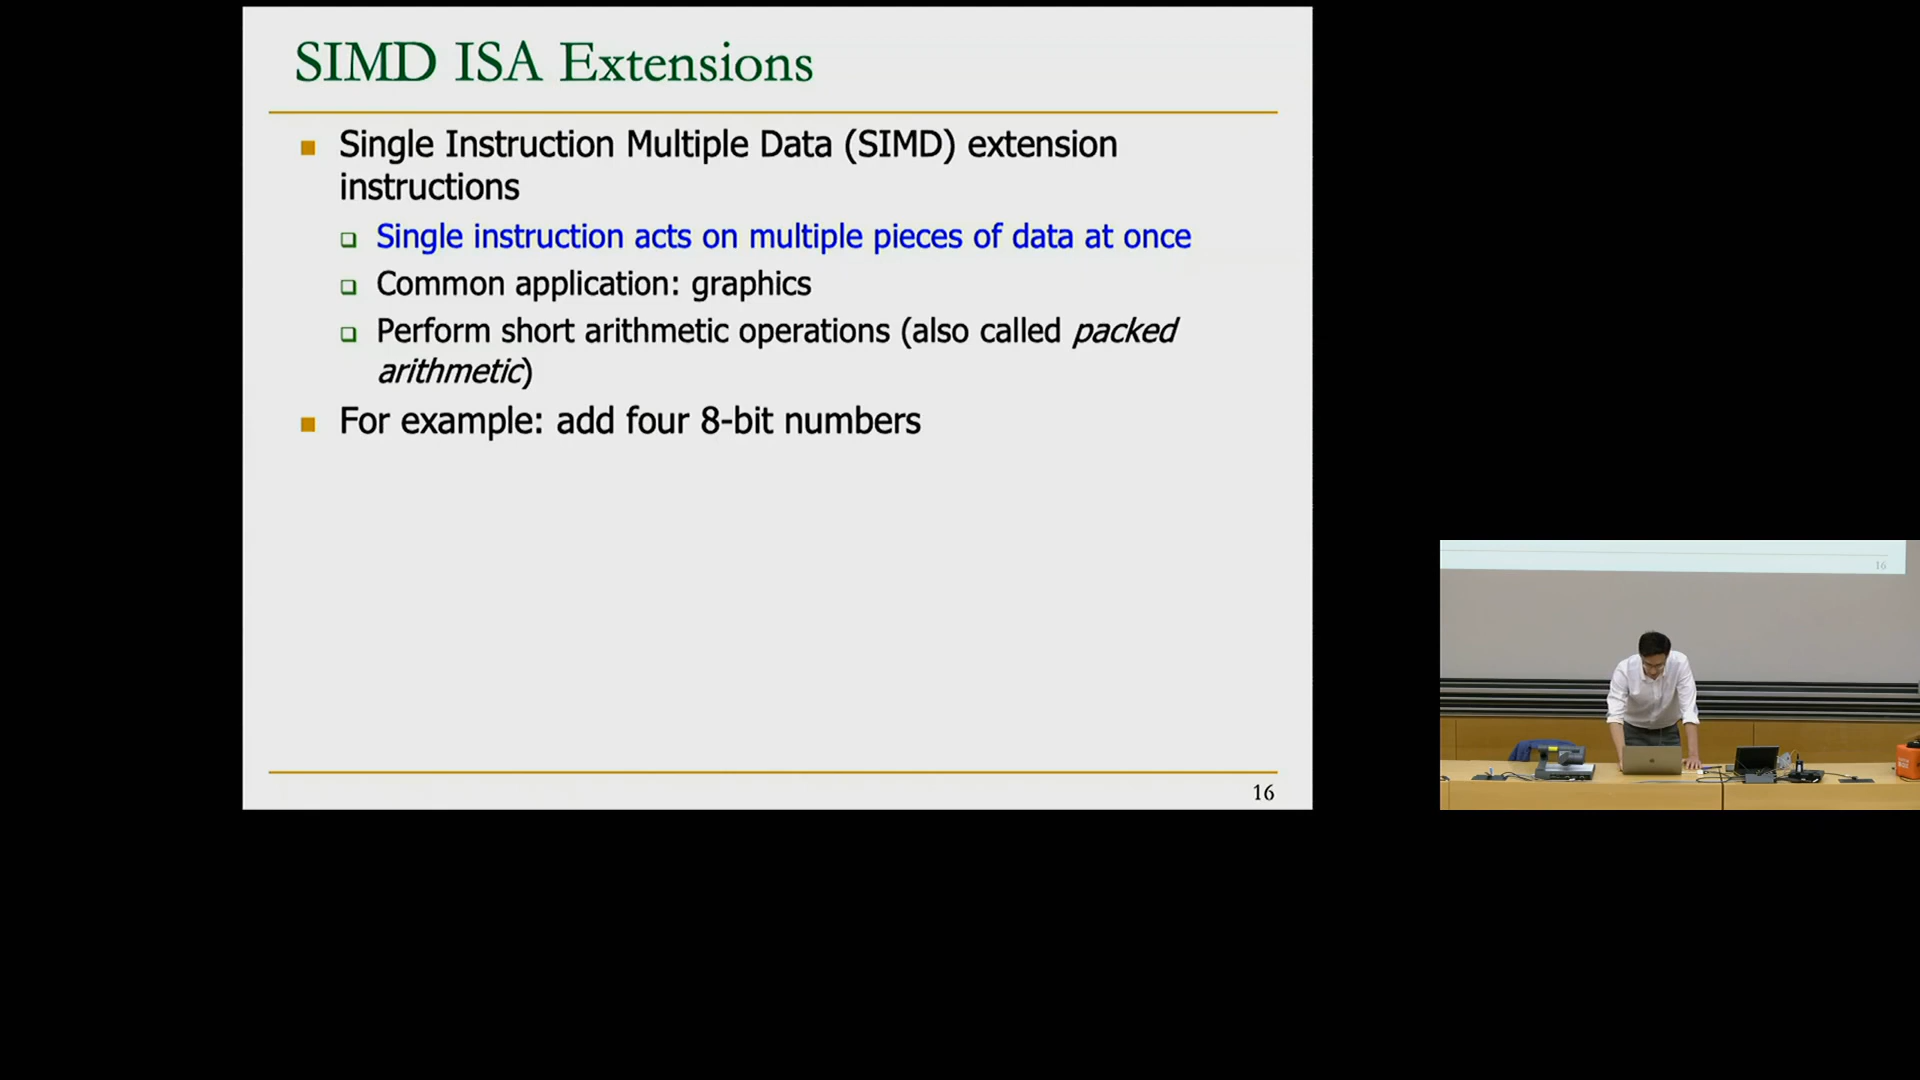 SIMD ISA Extensions
Single Instruction Multiple Data (SIMD) extension
instructions
Single instruction acts on multiple pieces of data at once
Common application: graphics
Perform short arithmetic operations (also called packed
arithmetic)
For example: add four 8-bit numbers
16
16